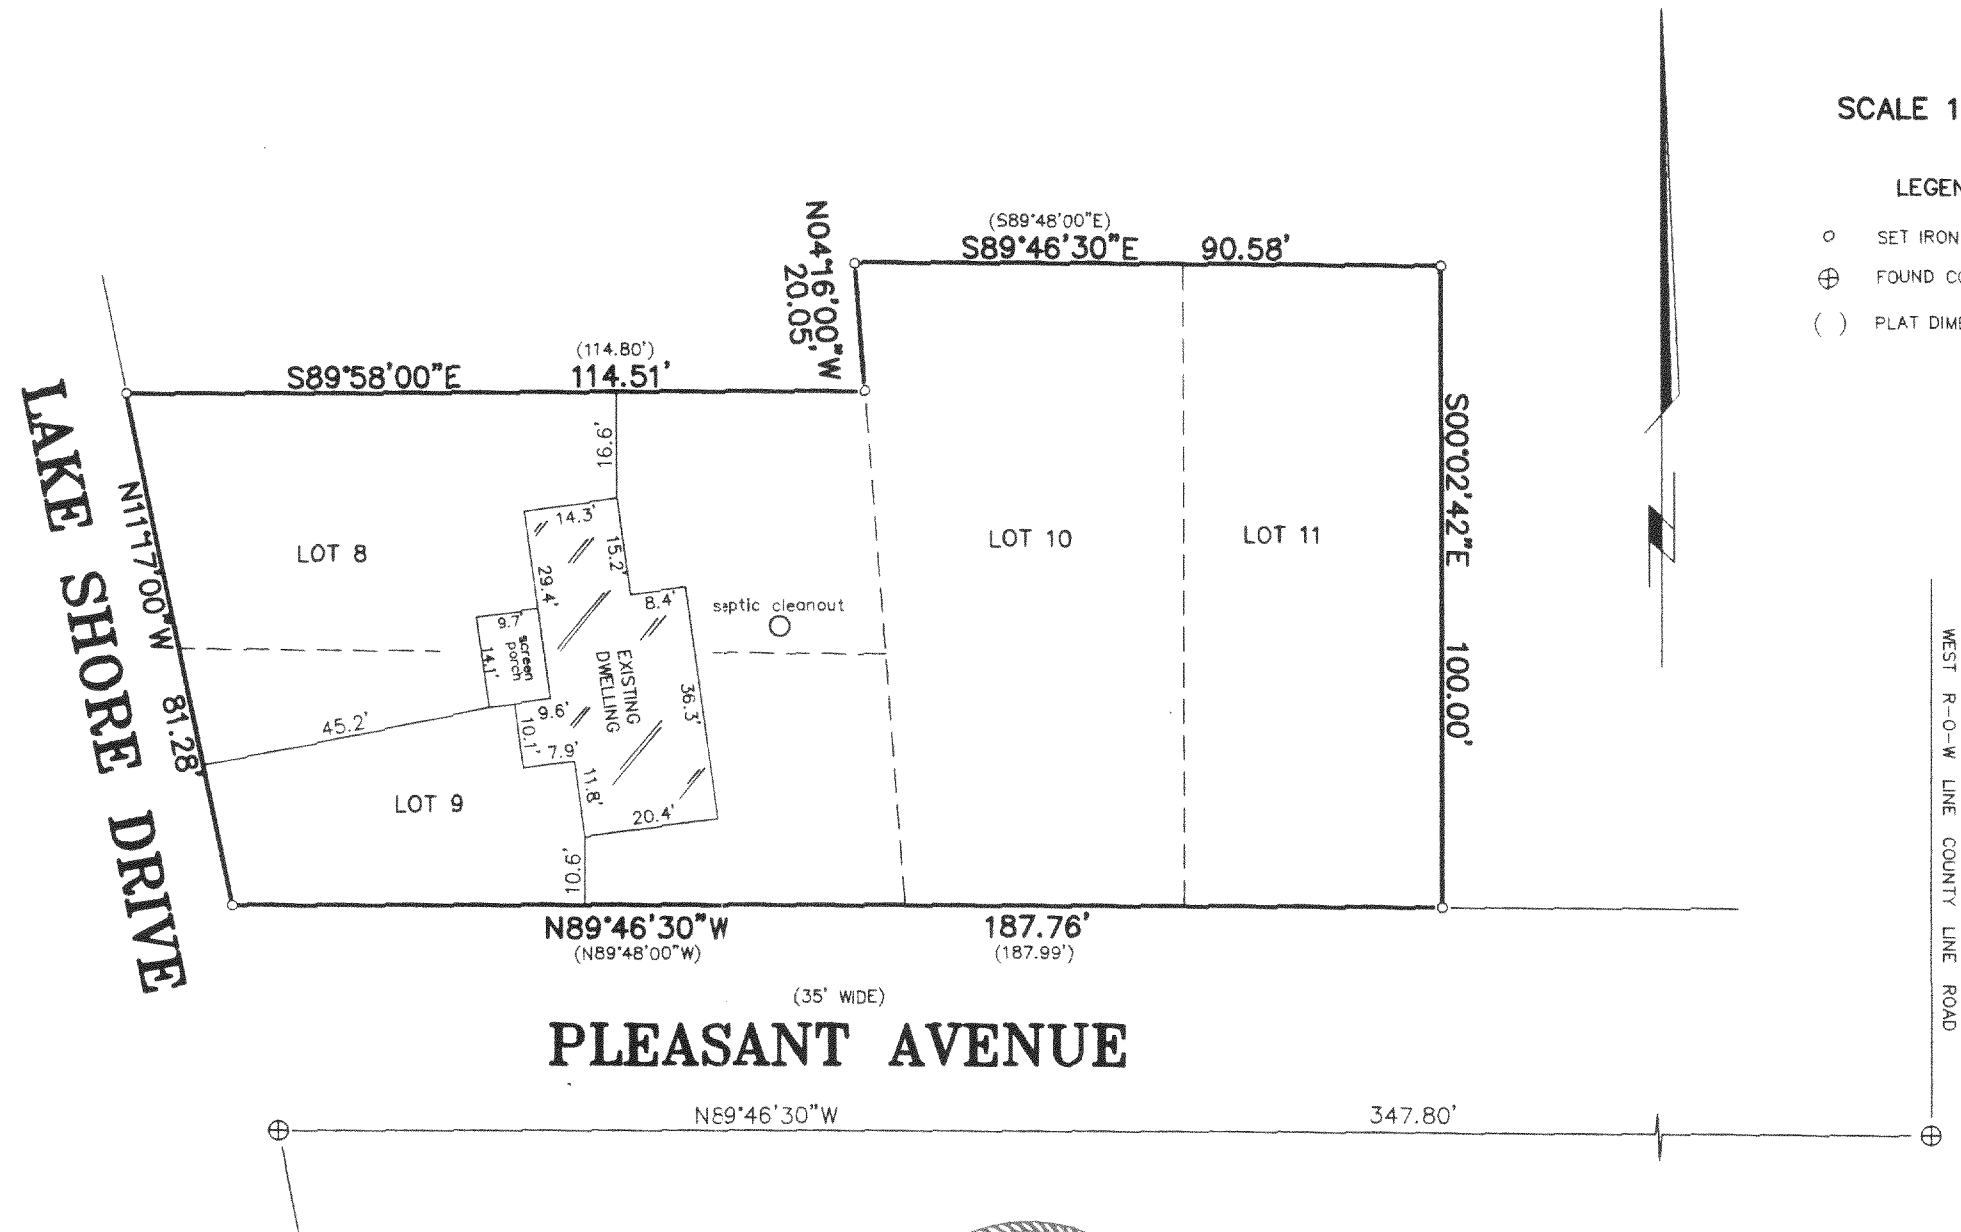 SCALE 1
LEGEN
SET IRON
FOUND CO
( ) PLAT DIM
(S89°48'00"E)
S89°46'30"E 90.58'
N04°16'00"W
20.05'
(114.80')
S89°58'00"E 114.51'
LAKE SHORE DRIVE
N11°17'00"W 81.28'
16.6'
14.3'
15.2'
29.4'
8.4'
LOT 8
LOT 10
LOT 11
S00°02'42"E 100.00'
septic cleanout
9.7'
screen
porch
14.1'
EXISTING
DWELLING
36.3'
9.6'
10.1'
7.9'
11.8'
20.4'
45.2'
LOT 9
10.6'
WEST R-O-W LINE COUNTY LINE ROAD
N89°46'30"W 187.76'
(N89°48'00"W) (187.99')
(35' WIDE)
PLEASANT AVENUE
N89°46'30"W 347.80'